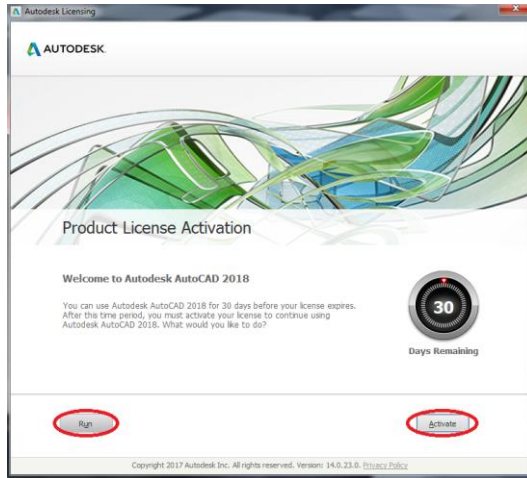 Autodesk Licensing
AUTODESK.
Product License Activation
Welcome to Autodesk AutoCAD 2018
You can use Autodesk AutoCAD 2018 for 30 days before your license expires.
After this time period, you must activate your license to continue using
Autodesk AutoCAD 2018. What would you like to do?
30
Days Remaining
Run
Activate
Copyright 2017 Autodesk Inc. All rights reserved. Version: 14.0.23.0. Privacy Policy